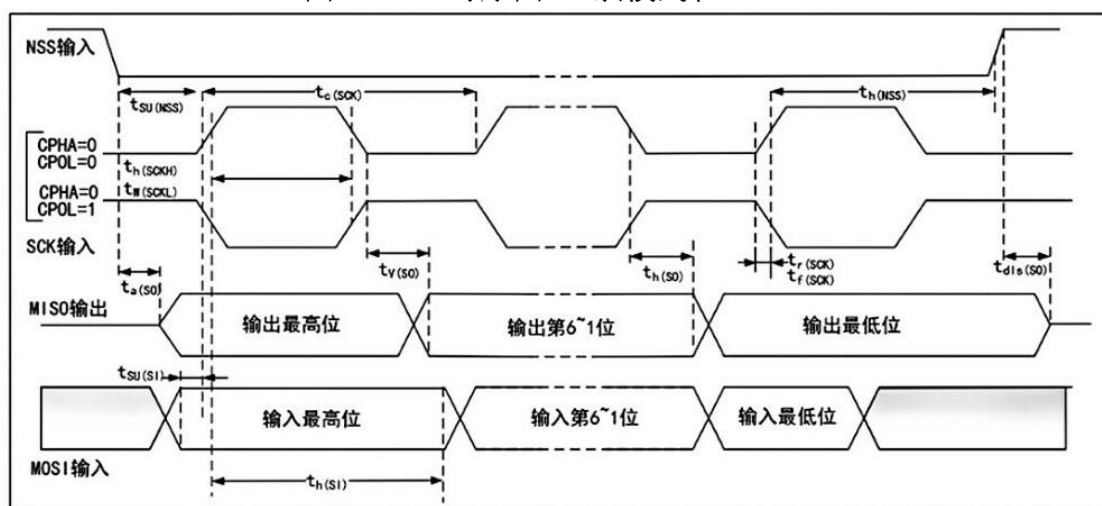 NSS输入
tSU(NSS)
tc(SCK)
th(NSS)
CPHA=0
CPOL=0
th(SCKH)
CPHA=0
CPOL=1
tW(SCKL)
SCK输入
ta(SO)
tV(SO)
th(SO)
tr(SCK)
tf(SCK)
tdis(SO)
MISO输出
输出最高位
输出第6~1位
输出最低位
tSU(SI)
输入最高位
输入第6~1位
输入最低位
MOSI输入
th(SI)